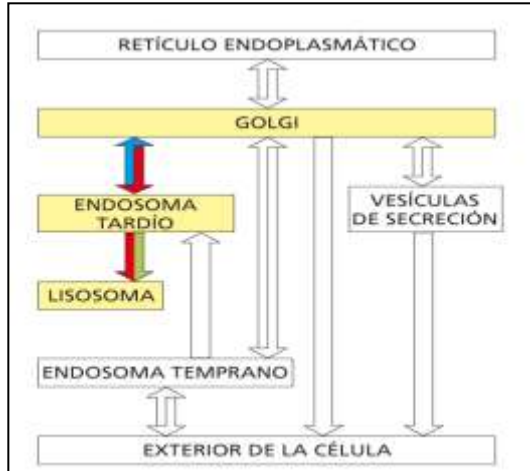 RETÍCULO ENDOPLASMÁTICO
GOLGI
ENDOSOMA
TARDÍO
VESÍCULAS
DE SECRECIÓN
LISOSOMA
ENDOSOMA TEMPRANO
EXTERIOR DE LA CÉLULA